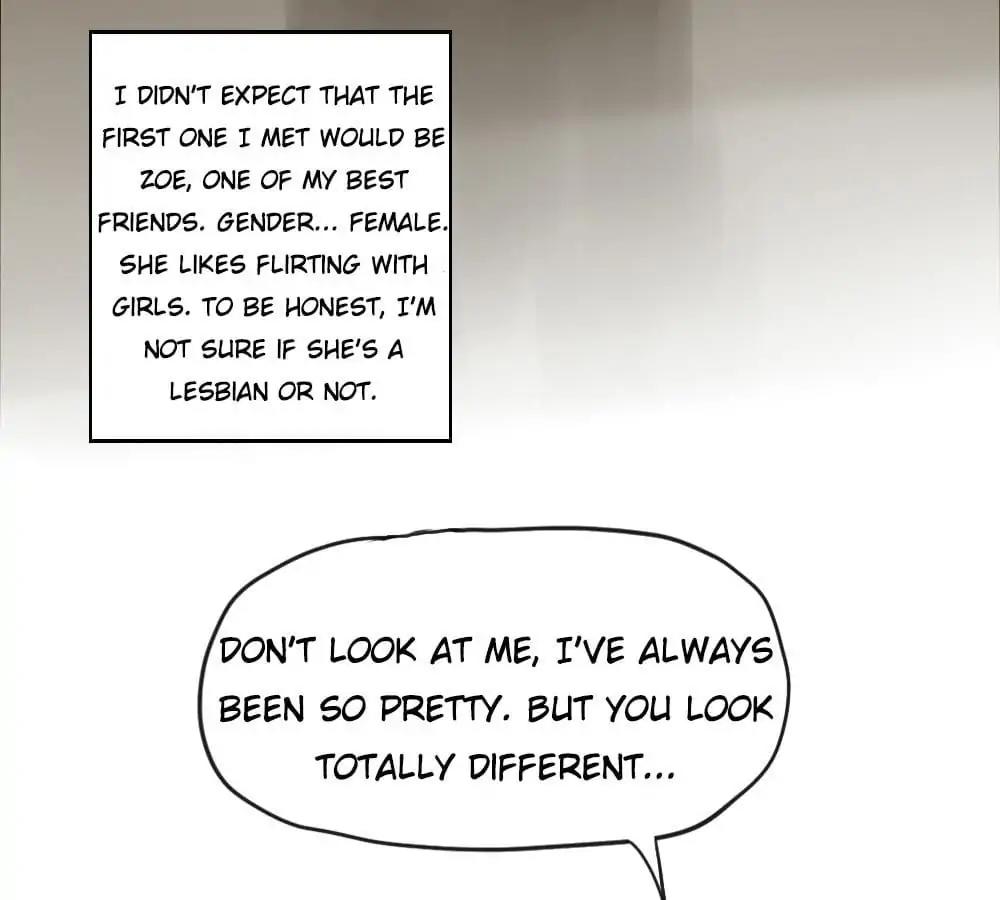 I DIDN'T EXPECT THAT THE
FIRST ONE I MET WOULD BE
ZOE, ONE OF MY BEST
FRIENDS. GENDER... FEMALE.
SHE LIKES FLIRTING WITH
GIRLS. TO BE HONEST, I'M
NOT SURE IF SHE'S A
LESBIAN OR NOT.
DON'T LOOK AT ME, I'VE ALWAYS
BEEN SO PRETTY. BUT YOU LOOK
TOTALLY DIFFERENT...